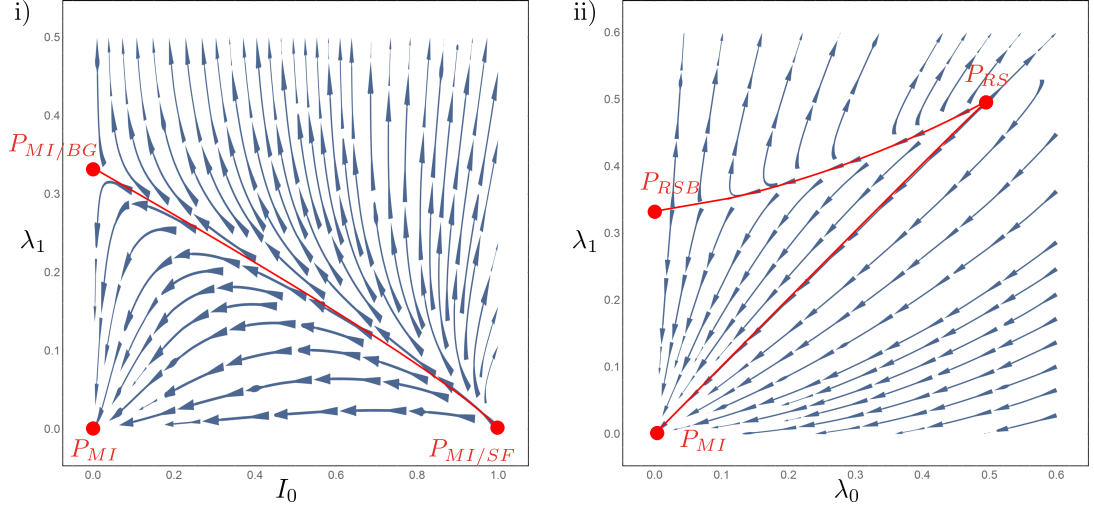 i)
0.5
0.4
P_{MI/BG}
0.3
λ_1
0.2
0.1
0.0
P_{MI}
P_{MI/SF}
0.0 0.2 0.4 0.6 0.8 1.0
I_0
ii)
0.6
P_{RS}
0.5
0.4
P_{RSB}
0.3
λ_1
0.2
0.1
0.0
P_{MI}
0.0 0.1 0.2 0.3 0.4 0.5 0.6
λ_0